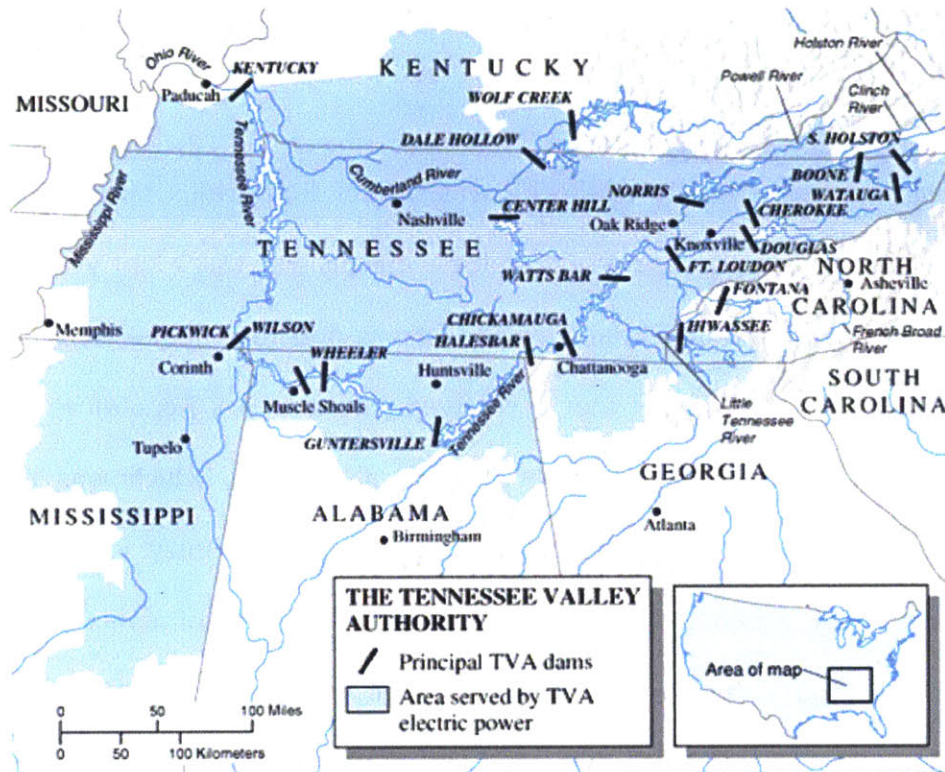 Ohio River
KENTUCKY
Paducah
MISSOURI
KENTUCKY
WOLF CREEK
DALE HOLLOW
Holston River
Powell River
Clinch
River
S. HOLSTON
BOONE
WATAUGA
Tennessee River
Mississippi River
Cumberland River
Nashville
CENTER HILL
NORRIS
Oak Ridge
Knoxville
CHEROKEE
DOUGLAS
FT. LOUDON
TENNESSEE
WATTS BAR
FONTANA
NORTH
CAROLINA
Asheville
Memphis
PICKWICK
WILSON
CHICKAMAUGA
HALESBAR
HIWASSEE
French Broad
River
Corinth
WHEELER
Huntsville
Chattanooga
SOUTH
CAROLINA
Muscle Shoals
Tennessee River
Little
Tennessee
River
Tupelo
GUNTERSVILLE
GEORGIA
MISSISSIPPI
ALABAMA
Atlanta
Birmingham
THE TENNESSEE VALLEY
AUTHORITY
Principal TVA dams
Area served by TVA
electric power
Area of map
0 50 100 Miles
0 50 100 Kilometers